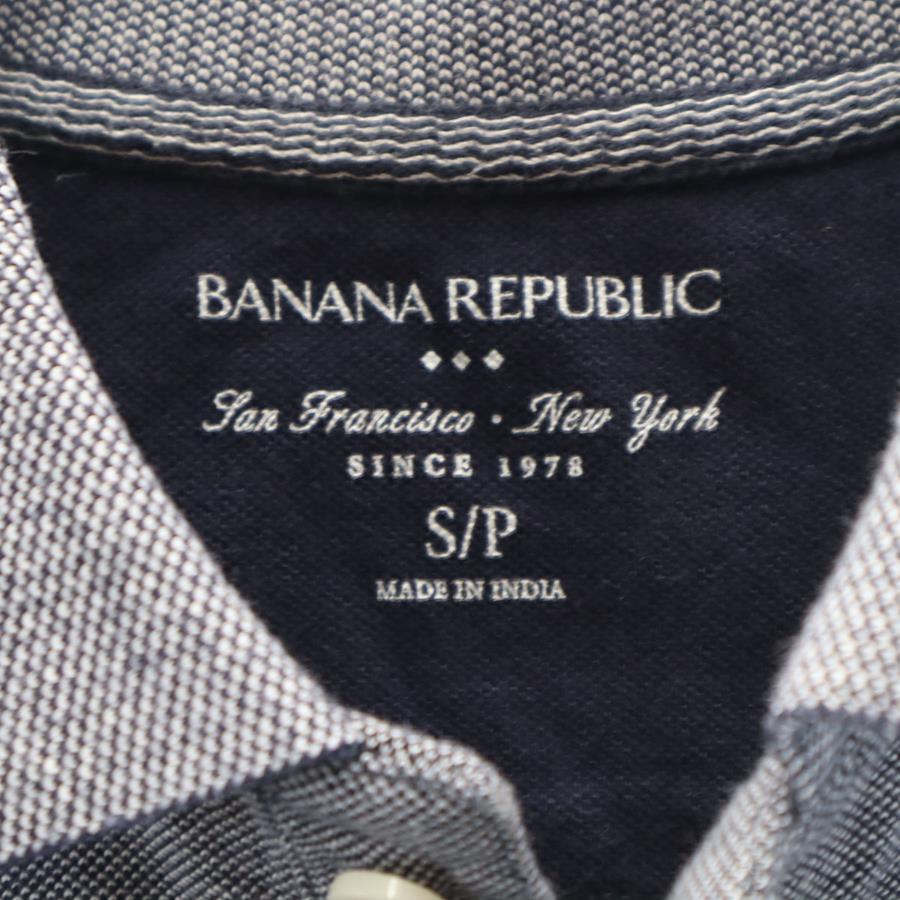 BANANA REPUBLIC
San Francisco · New York
SINCE 1978
S/P
MADE IN INDIA